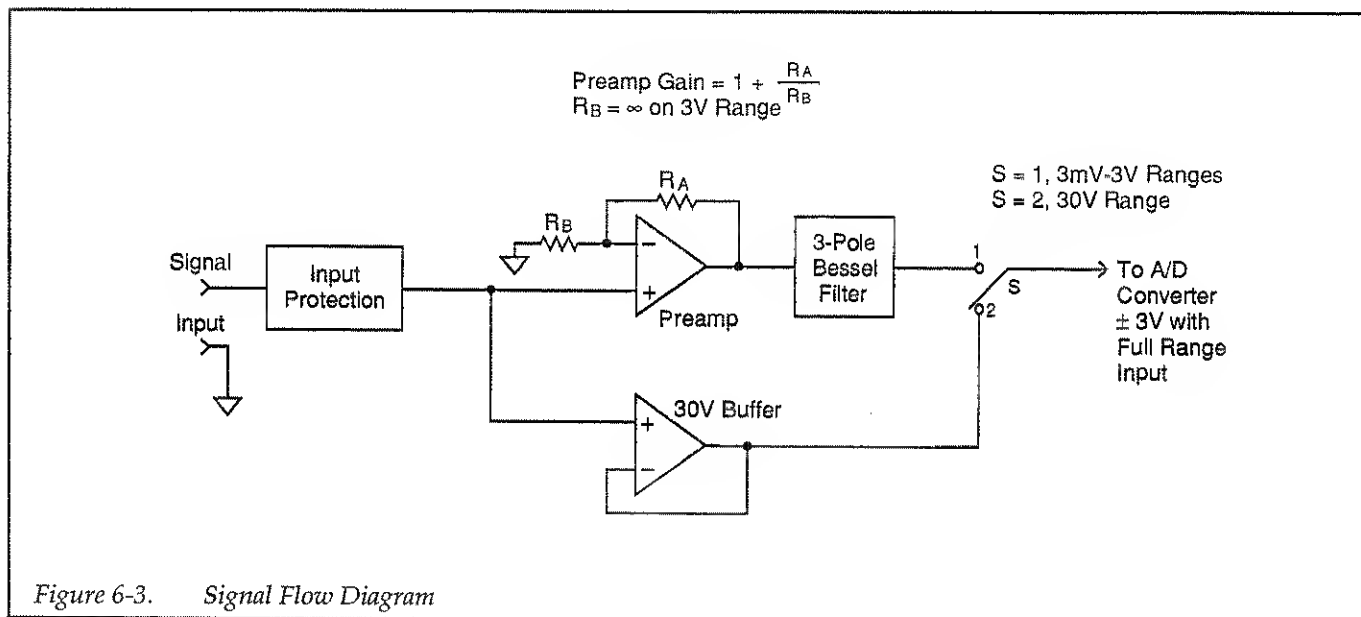 Preamp Gain = 1 + RA/RB
RB = ∞ on 3V Range
S = 1, 3mV-3V Ranges
S = 2, 30V Range
RA
RB
Signal
Input
Input
Protection
−
+
Preamp
3-Pole
Bessel
Filter
1
S
2
To A/D
Converter
± 3V with
Full Range
Input
30V Buffer
+
−
Figure 6-3. Signal Flow Diagram